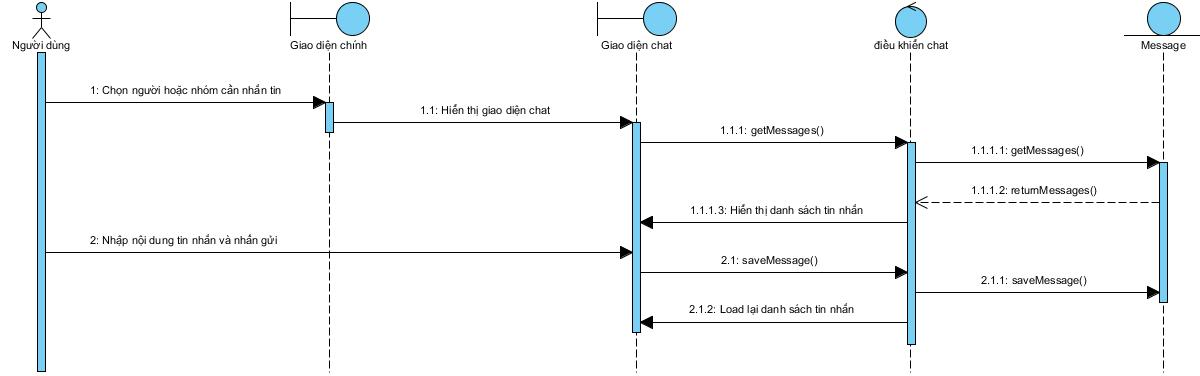 Người dùng
Giao diện chính
Giao diện chat
điều khiển chat
Message
1: Chọn người hoặc nhóm cần nhắn tin
1.1: Hiển thị giao diện chat
1.1.1: getMessages()
1.1.1.1: getMessages()
1.1.1.2: returnMessages()
1.1.1.3: Hiển thị danh sách tin nhắn
2: Nhập nội dung tin nhắn và nhấn gửi
2.1: saveMessage()
2.1.1: saveMessage()
2.1.2: Load lại danh sách tin nhắn